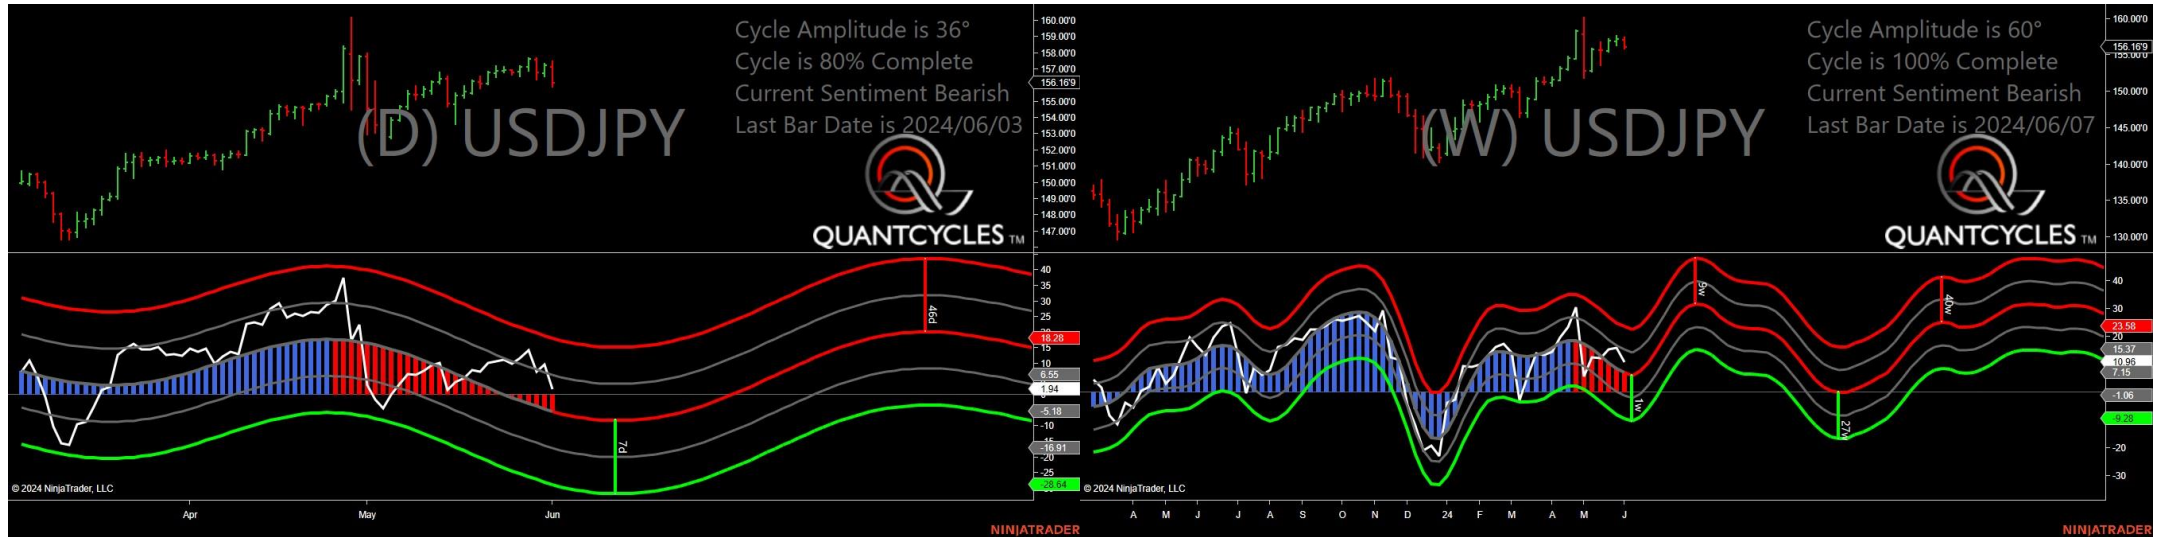 Cycle Amplitude is 36°
Cycle is 80% Complete
Current Sentiment Bearish
Last Bar Date is 2024/06/03
(D) USDJPY
QUANTCYCLES TM
160.00'0
159.00'0
158.00'0
157.00'0
156.16'9
155.00'0
154.00'0
153.00'0
152.00'0
151.00'0
150.00'0
149.00'0
148.00'0
147.00'0
40
35
30
25
18.28
15
10
6.55
1.94
-5.18
-10
-16.91
-20
-25
-28.64
46d
7d
© 2024 NinjaTrader, LLC
Apr
May
Jun
NINJATRADER
Cycle Amplitude is 60°
Cycle is 100% Complete
Current Sentiment Bearish
Last Bar Date is 2024/06/07
(W) USDJPY
QUANTCYCLES TM
160.00'0
156.16'9
155.00'0
150.00'0
145.00'0
140.00'0
135.00'0
130.00'0
40
30
23.58
20
15.37
10.96
7.15
-1.06
-9.28
-20
-30
9w
40w
1w
27w
© 2024 NinjaTrader, LLC
A M J J A S O N D 24 F M A M J
NINJATRADER